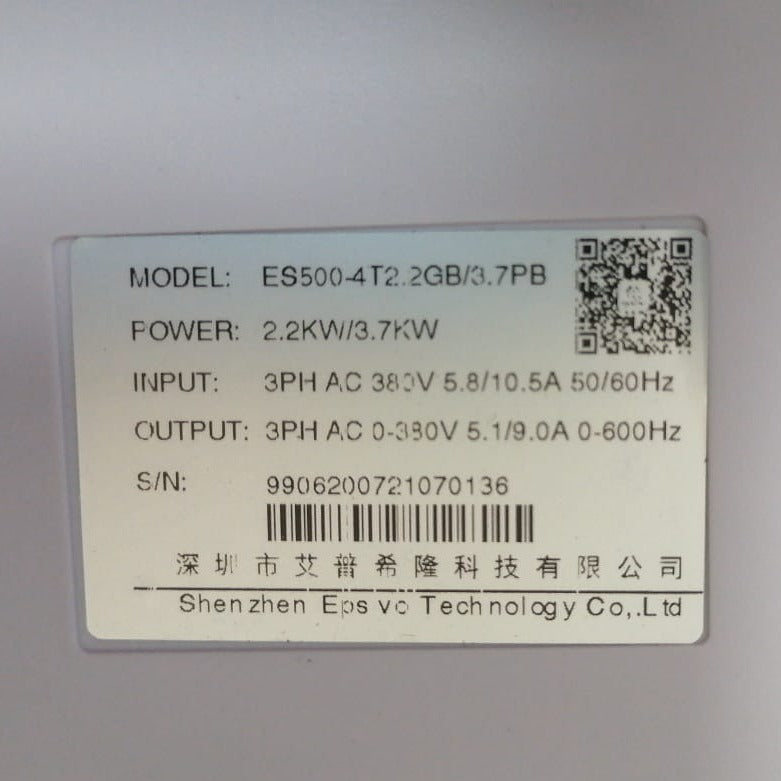 MODEL: ES500-4T2.2GB/3.7PB
POWER: 2.2KW//3.7KW
INPUT: 3PH AC 380V 5.8/10.5A 50/60Hz
OUTPUT: 3PH AC 0-380V 5.1/9.0A 0-600Hz
S/N: 9906200721070136
深圳市艾普希隆科技有限公司
Shenzhen Epsvo Technology Co,.Ltd